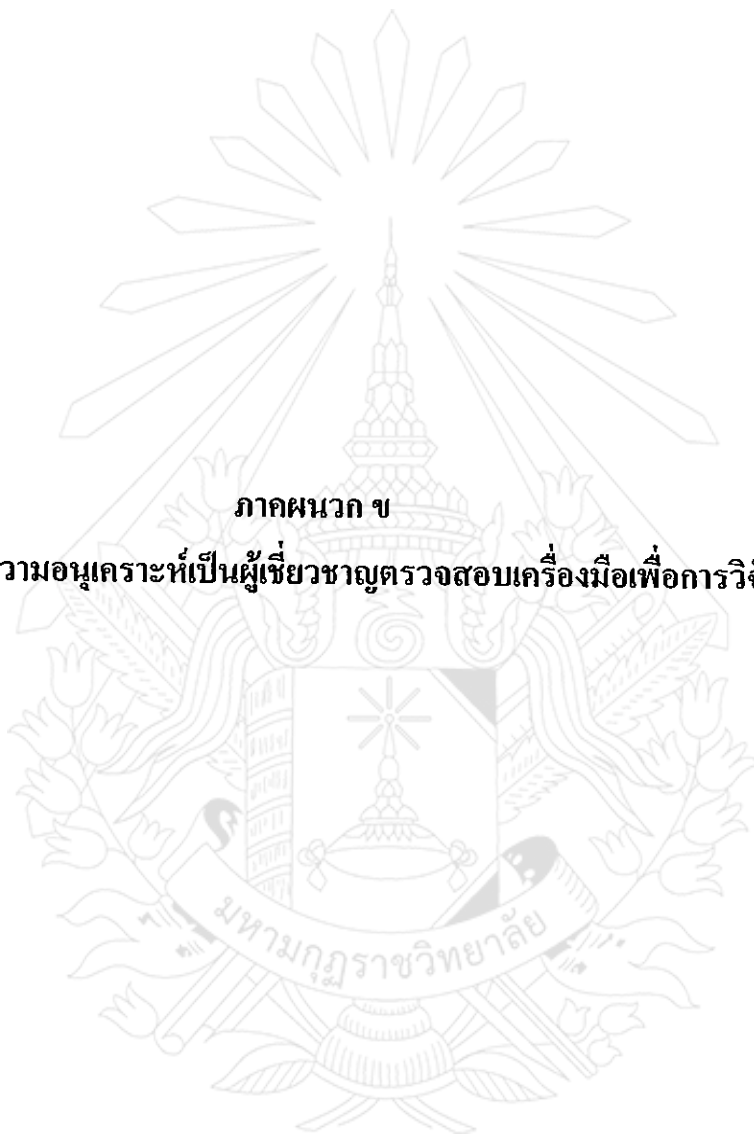 ภาคผนวก ข
วามอนุเคราะห์เป็นผู้เชี่ยวชาญตรวจสอบเครื่องมือเพื่อการวิจ
มหามกุฏราชวิทยาลัย